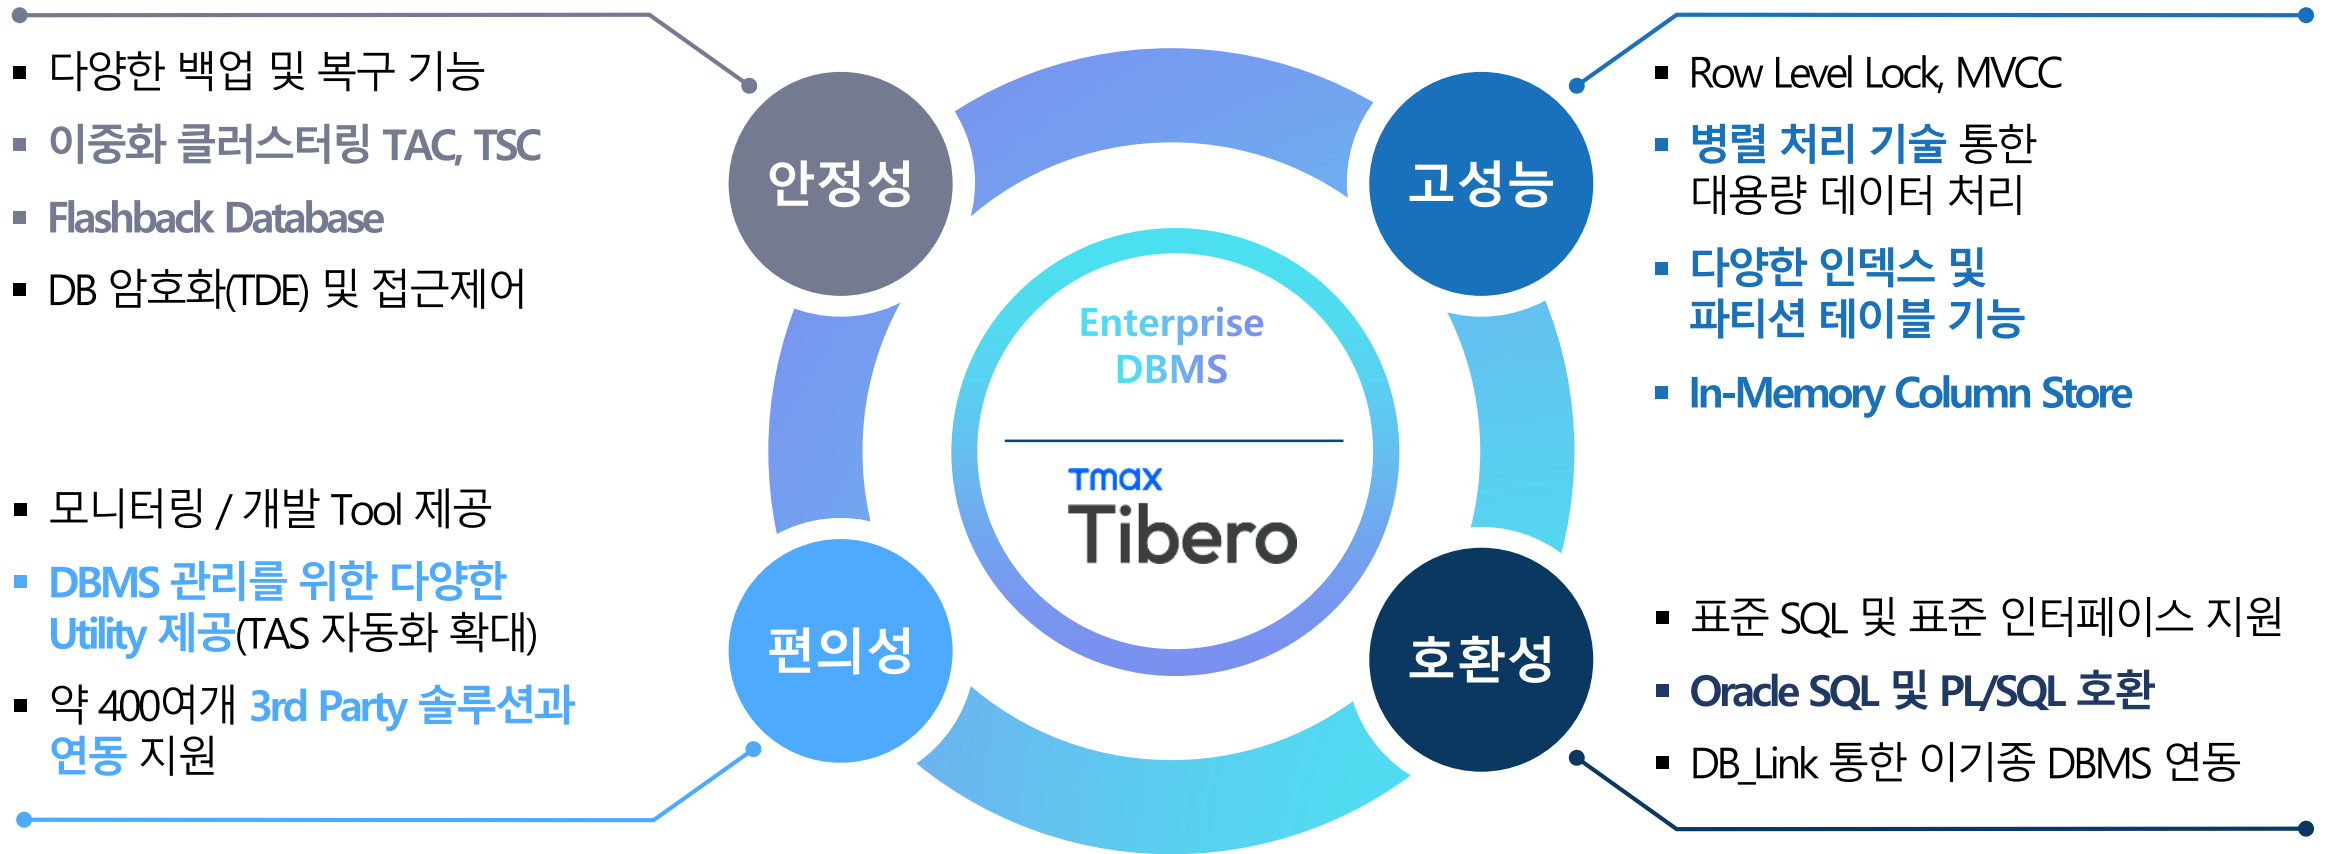 다양한 백업 및 복구 기능
이중화 클러스터링 TAC, TSC
Flashback Database
DB 암호화(TDE) 및 접근제어
안정성
고성능
Row Level Lock, MVCC
병렬 처리 기술 통한
대용량 데이터 처리
다양한 인덱스 및
파티션 테이블 기능
In-Memory Column Store
Enterprise
DBMS
TMAX
Tibero
모니터링 / 개발 Tool 제공
DBMS 관리를 위한 다양한
Utility 제공(TAS 자동화 확대)
약 400여개 3rd Party 솔루션과
연동 지원
편의성
호환성
표준 SQL 및 표준 인터페이스 지원
Oracle SQL 및 PL/SQL 호환
DB_Link 통한 이기종 DBMS 연동